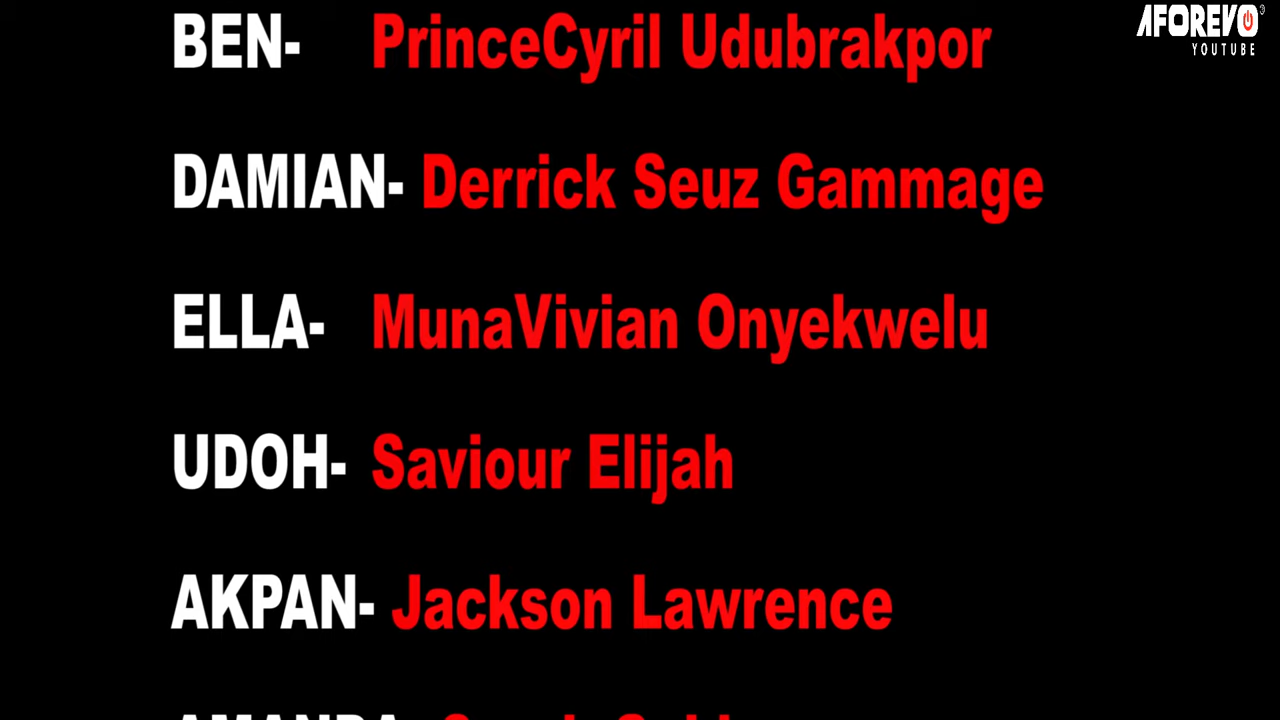 AFOREVO
YOUTUBE
BEN- PrinceCyril Udubrakpor
DAMIAN- Derrick Seuz Gammage
ELLA- MunaVivian Onyekwelu
UDOH- Saviour Elijah
AKPAN- Jackson Lawrence